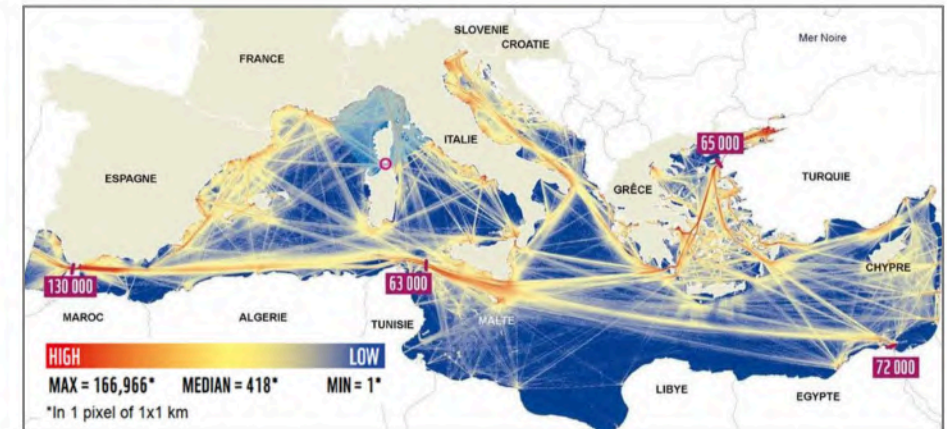 SLOVENIE
CROATIE
Mer Noire
FRANCE
65 000
ITALIE
ESPAGNE
TURQUIE
GRÊCE
CHYPRE
130 000
63 000
MAROC
ALGERIE
TUNISIE
MALTE
72 000
LIBYE
EGYPTE
HIGH LOW
MAX = 166,966* MEDIAN = 418* MIN = 1*
*In 1 pixel of 1x1 km